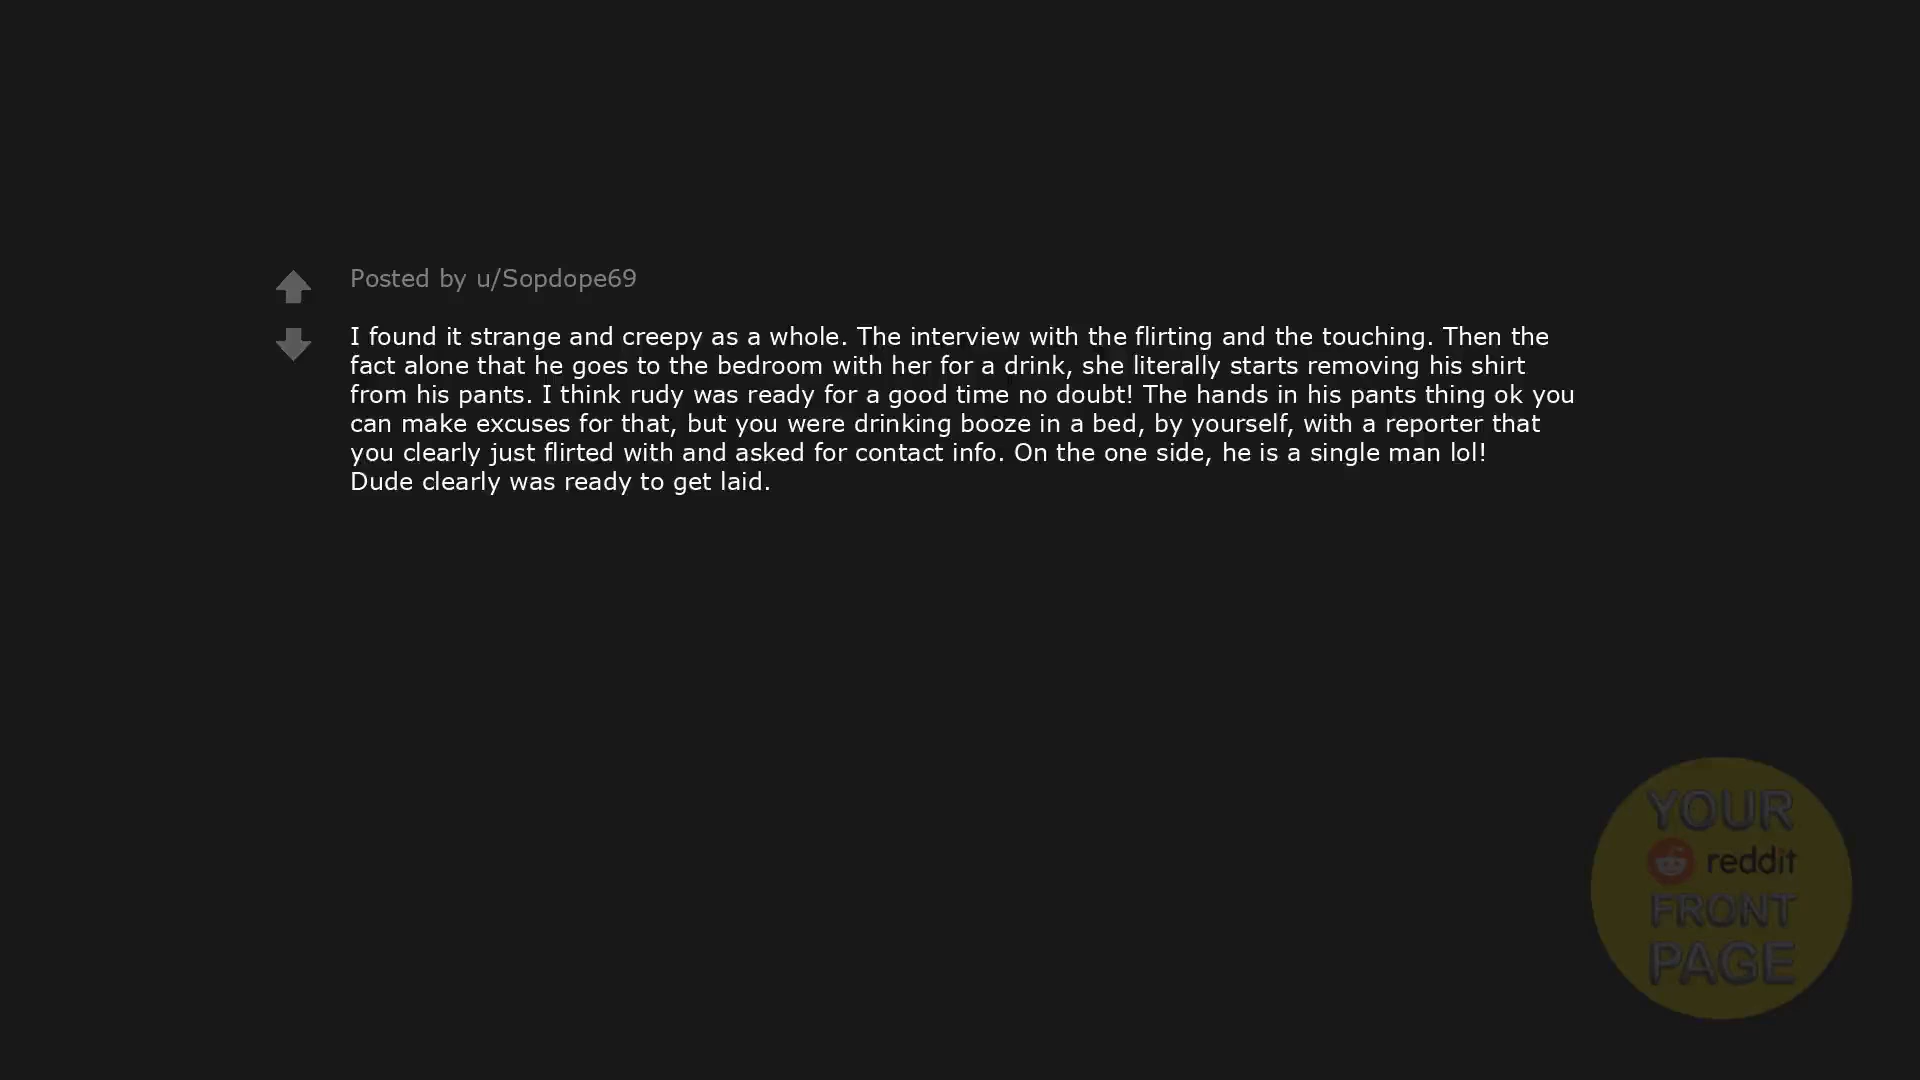 Posted by u/Sopdope69
I found it strange and creepy as a whole. The interview with the flirting and the touching. Then the
fact alone that he goes to the bedroom with her for a drink, she literally starts removing his shirt
from his pants. I think rudy was ready for a good time no doubt! The hands in his pants thing ok you
can make excuses for that, but you were drinking booze in a bed, by yourself, with a reporter that
you clearly just flirted with and asked for contact info. On the one side, he is a single man lol!
Dude clearly was ready to get laid.
YOUR
reddit
FRONT
PAGE